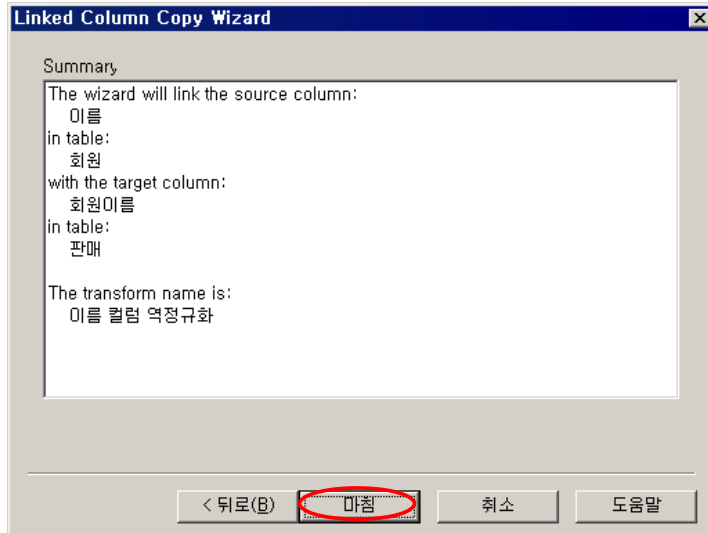 Linked Column Copy Wizard
Summary
The wizard will link the source column:
이름
in table:
회원
with the target column:
회원이름
in table:
판매
The transform name is:
이름 컬럼 역정규화
< 뒤로(B) 마침 취소 도움말